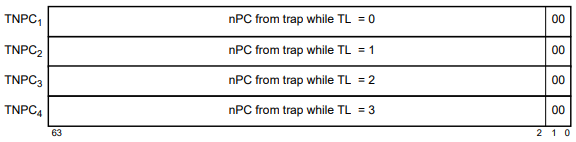 TNPC1 nPC from trap while TL = 0 00
TNPC2 nPC from trap while TL = 1 00
TNPC3 nPC from trap while TL = 2 00
TNPC4 nPC from trap while TL = 3 00
63 2 1 0